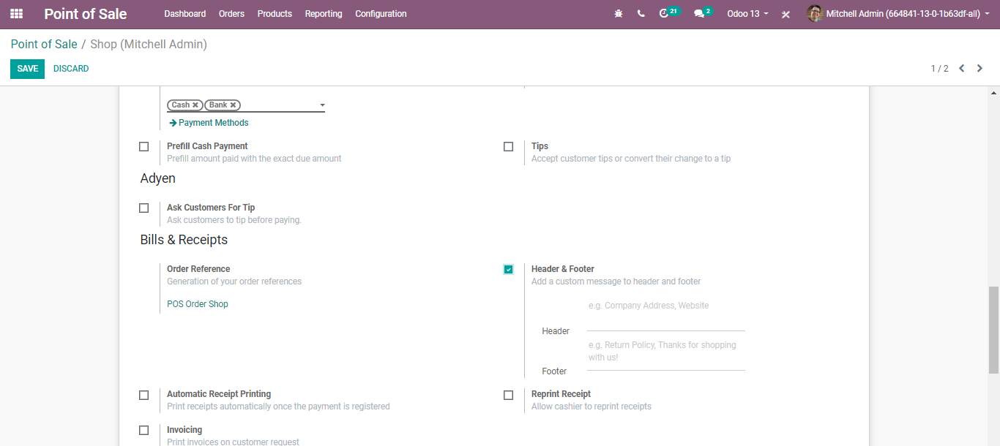 Point of Sale Dashboard Orders Products Reporting Configuration 21 2 Odoo 13 Mitchell Admin (664841-13-0-1b63df-all)
Point of Sale / Shop (Mitchell Admin)
SAVE DISCARD 1 / 2
Cash Bank
Payment Methods
Prefill Cash Payment
Prefill amount paid with the exact due amount
Tips
Accept customer tips or convert their change to a tip
Adyen
Ask Customers For Tip
Ask customers to tip before paying.
Bills & Receipts
Order Reference
Generation of your order references
POS Order Shop
Header & Footer
Add a custom message to header and footer
e.g. Company Address, Website
Header
e.g. Return Policy, Thanks for shopping
with us!
Footer
Automatic Receipt Printing
Print receipts automatically once the payment is registered
Reprint Receipt
Allow cashier to reprint receipts
Invoicing
Print invoices on customer request